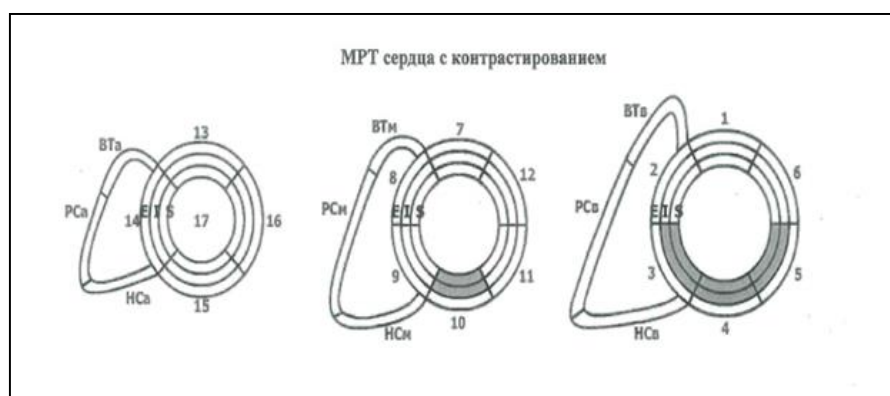 МРТ сердца с контрастированием
13
ВТа
РСа
14
E I S
17
16
НСа
15
7
ВТм
8
12
РСм
E I S
9
11
НСм
10
1
ВТв
2
6
РСв
E I S
3
5
НСв
4